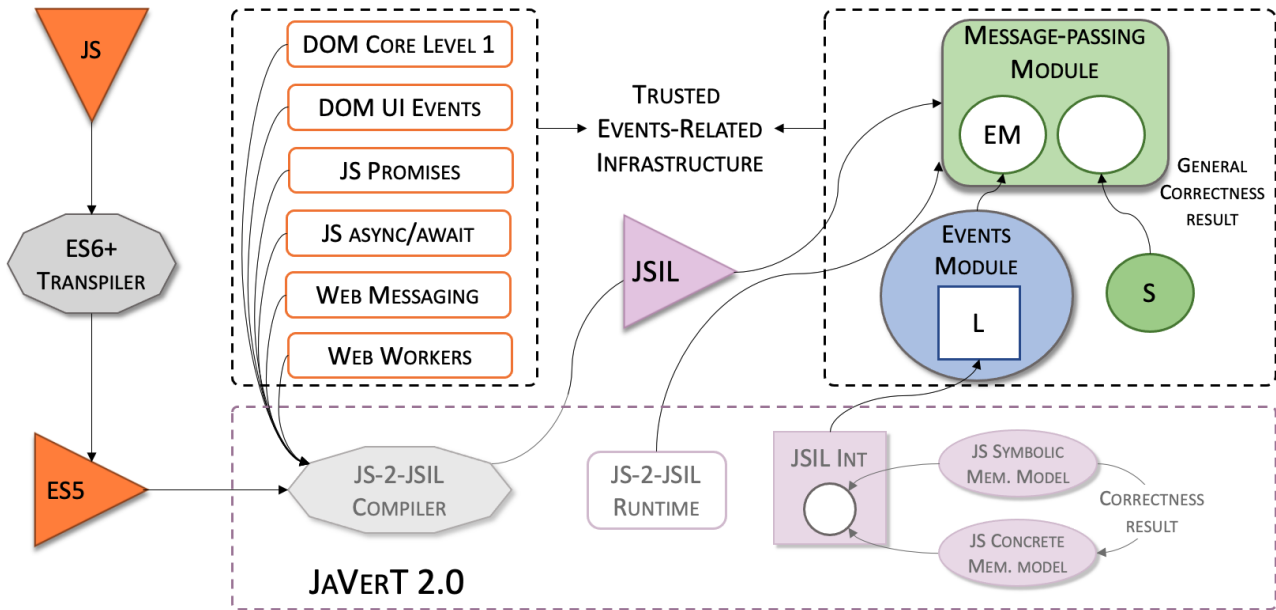 JS
ES6+
Transpiler
ES5
DOM Core Level 1
DOM UI Events
JS Promises
JS async/await
Web Messaging
Web Workers
Trusted
Events-Related
Infrastructure
JSIL
Message-passing
Module
EM
General
Correctness
result
Events
Module
L
S
JS-2-JSIL
Compiler
JS-2-JSIL
Runtime
JSIL Int
JS Symbolic
Mem. Model
JS Concrete
Mem. model
Correctness
result
JaVerT 2.0